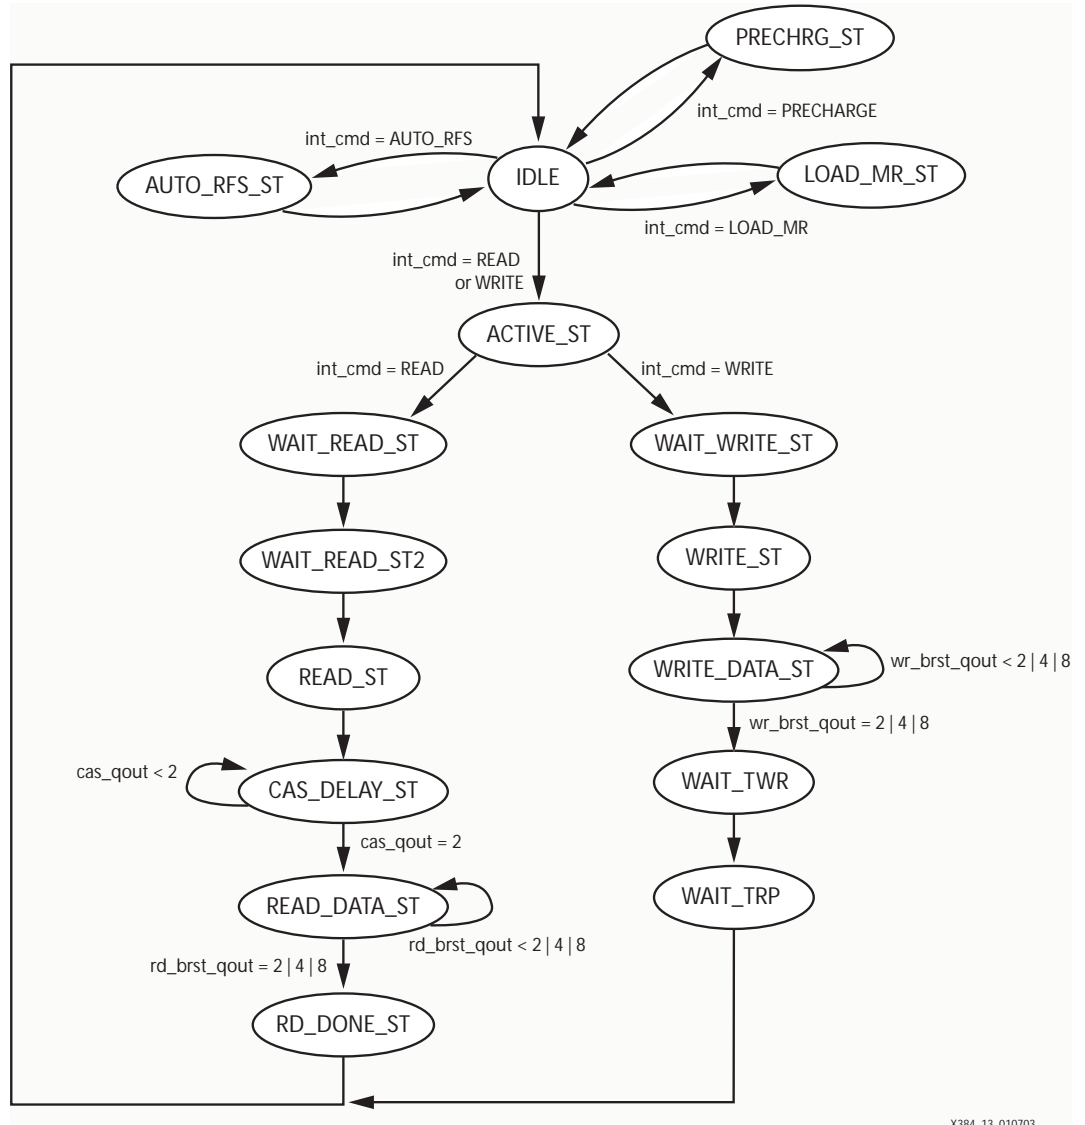 PRECHRG_ST
int_cmd = PRECHARGE
int_cmd = AUTO_RFS
AUTO_RFS_ST
IDLE
LOAD_MR_ST
int_cmd = LOAD_MR
int_cmd = READ
or WRITE
ACTIVE_ST
int_cmd = READ
int_cmd = WRITE
WAIT_READ_ST
WAIT_WRITE_ST
WAIT_READ_ST2
WRITE_ST
READ_ST
WRITE_DATA_ST
wr_brst_qout < 2 | 4 | 8
wr_brst_qout = 2 | 4 | 8
cas_qout < 2
CAS_DELAY_ST
WAIT_TWR
cas_qout = 2
READ_DATA_ST
WAIT_TRP
rd_brst_qout < 2 | 4 | 8
rd_brst_qout = 2 | 4 | 8
RD_DONE_ST
X384_13_010703